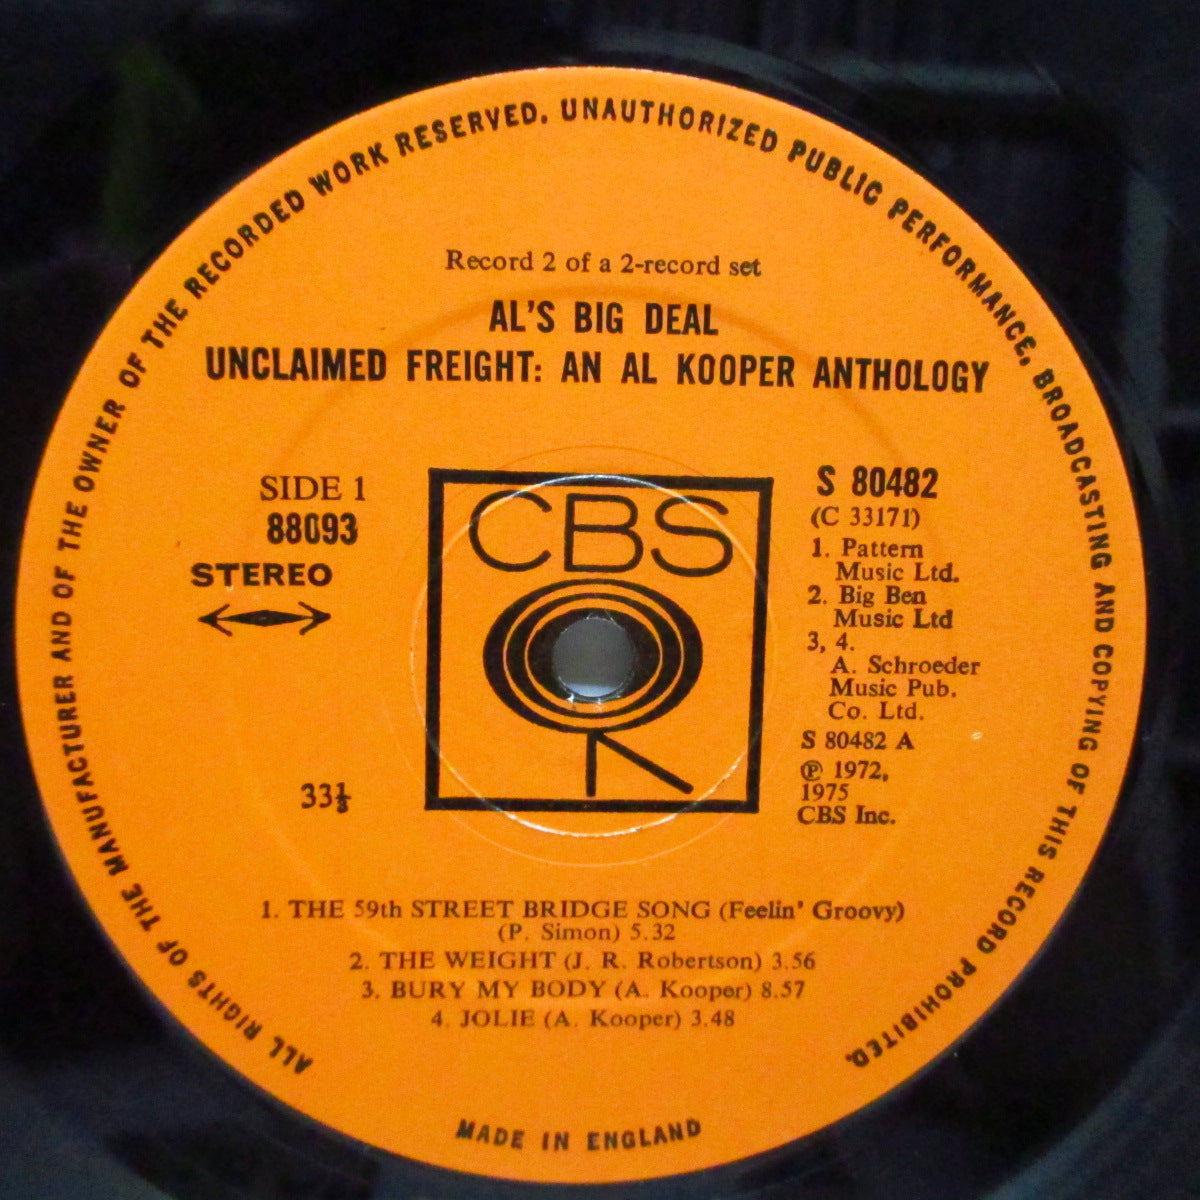 ALL RIGHTS OF THE MANUFACTURER AND OF THE OWNER OF THE RECORDED WORK RESERVED. UNAUTHORIZED PUBLIC PERFORMANCE, BROADCASTING AND COPYING OF THIS RECORD PROHIBITED.
Record 2 of a 2-record set
AL'S BIG DEAL
UNCLAIMED FREIGHT: AN AL KOOPER ANTHOLOGY
SIDE 1
88093
STEREO
33⅓
CBS
S 80482
(C 33171)
1. Pattern
Music Ltd.
2. Big Ben
Music Ltd
3, 4.
A. Schroeder
Music Pub.
Co. Ltd.
S 80482 A
℗ 1972,
1975
CBS Inc.
1. THE 59th STREET BRIDGE SONG (Feelin' Groovy)
(P. Simon) 5.32
2. THE WEIGHT (J. R. Robertson) 3.56
3. BURY MY BODY (A. Kooper) 8.57
4. JOLIE (A. Kooper) 3.48
MADE IN ENGLAND